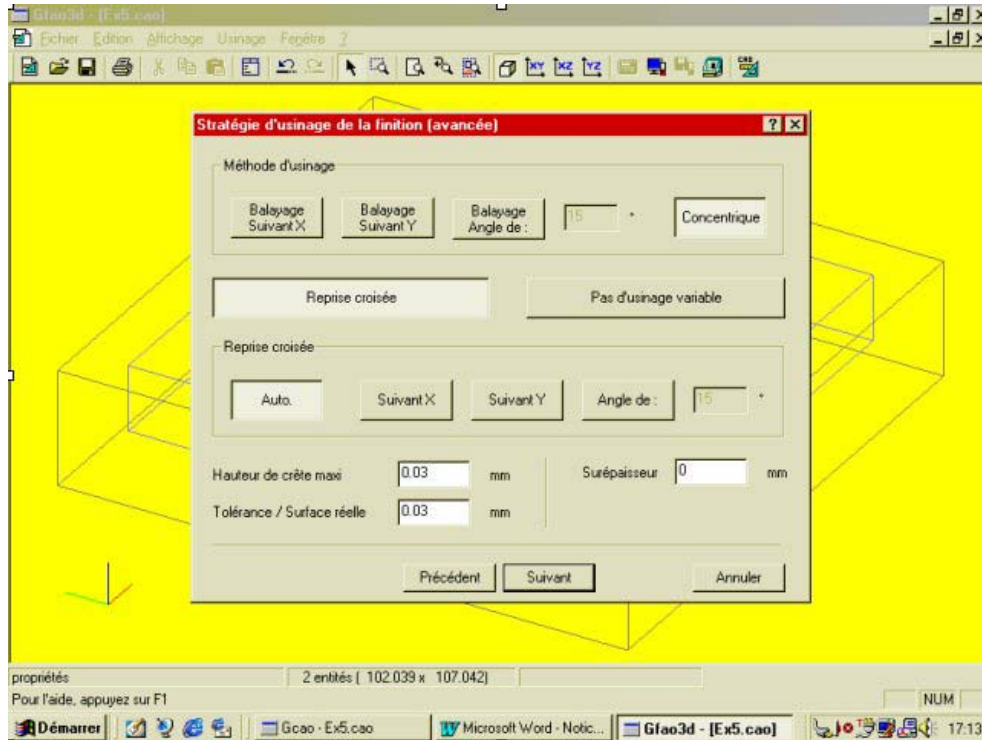 Gfao3d - [Ex5.cao]
Fichier Edition Affichage Usinage Fenêtre ?
XY XZ YZ
Stratégie d'usinage de la finition (avancée)
Méthode d'usinage
Balayage Suivant X
Balayage Suivant Y
Balayage Angle de :
15 °
Concentrique
Reprise croisée
Pas d'usinage variable
Reprise croisée
Auto.
Suivant X
Suivant Y
Angle de :
15 °
Hauteur de crête maxi 0.03 mm
Surépaisseur 0 mm
Tolérance / Surface réelle 0.03 mm
Précédent
Suivant
Annuler
propriétés
2 entités ( 102.039 x 107.042)
Pour l'aide, appuyez sur F1
NUM
Démarrer
Gcao - Ex5.cao
Microsoft Word - Notic...
Gfao3d - [Ex5.cao]
17:13